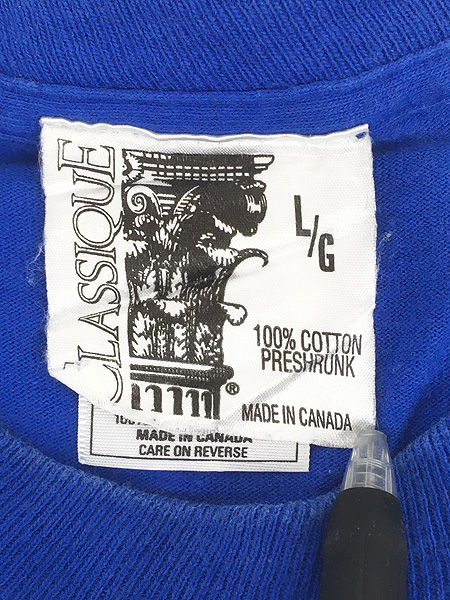 CLASSIQUE
L/G
100% COTTON
PRESHRUNK
®
MADE IN CANADA
MADE IN CANADA
CARE ON REVERSE